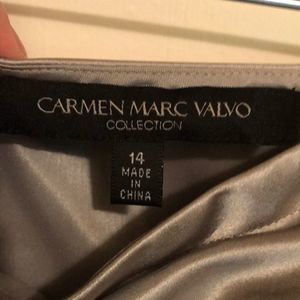 CARMEN MARC VALVO
COLLECTION
14
MADE
IN
CHINA